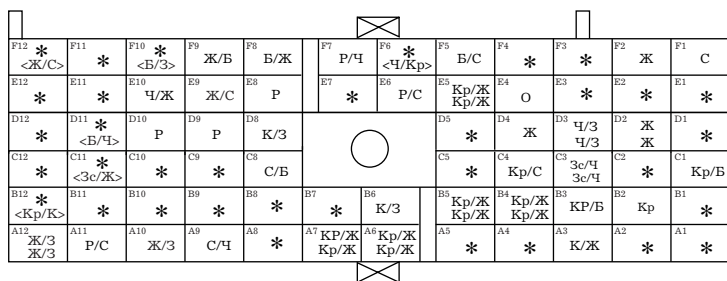 F12 * F11 * F10 * F9 Ж/Б F8 Б/Ж F7 Р/Ч F6 * F5 Б/С F4 * F3 * F2 Ж F1 С
<Ж/С> <Б/З> <Ч/Кр>
E12 * E11 * E10 Ч/Ж E9 Ж/С E8 Р E7 * E6 Р/С E5 Кр/Ж E4 О E3 * E2 * E1 *
Кр/Ж
D12 * D11 * D10 Р D9 Р D8 К/З D5 * D4 Ж D3 Ч/З D2 Ж D1 *
<Б/Ч> Ч/З Ж
C12 * C11 * C10 * C9 * C8 С/Б C5 * C4 Кр/С C3 Зс/Ч C2 * C1 Кр/Б
<Зс/Ж> Зс/Ч
B12 * B11 * B10 * B9 * B8 * B7 * B6 К/З B5 Кр/Ж B4 Кр/Ж B3 КР/Б B2 Кр B1 *
<Кр/К> Кр/Ж Кр/Ж
A12 Ж/З A11 Р/С A10 Ж/З A9 С/Ч A8 * A7 КР/Ж A6 Кр/Ж A5 * A4 * A3 К/Ж A2 * A1 *
Ж/З Кр/Ж Кр/Ж